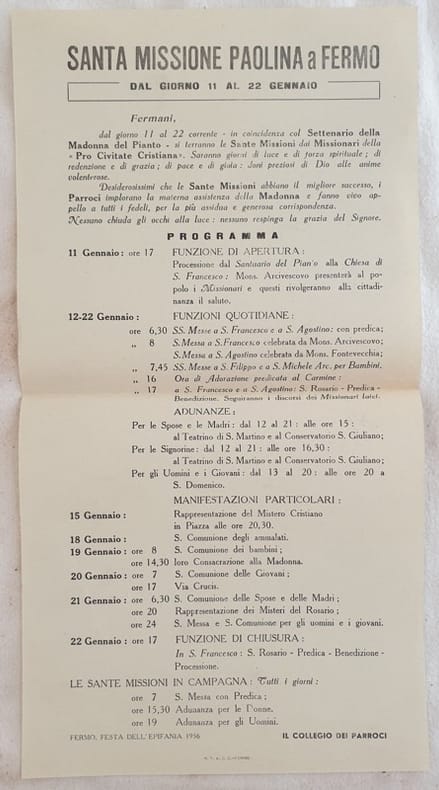 SANTA MISSIONE PAOLINA a FERMO
DAL GIORNO 11 AL 22 GENNAIO
Fermani,
dal giorno 11 al 22 corrente - in coincidenza col Settenario della
Madonna del Pianto - si terranno le Sante Missioni dai Missionari della
« Pro Civitate Cristiana». Saranno giorni di luce e di forza spirituale; di
redenzione e di grazia; di pace e di gioia: doni preziosi di Dio alle anime
volenterose.
Desiderosissimi che le Sante Missioni abbiano il migliore successo, i
Parroci implorano la materna assistenza della Madonna e fanno vivo ap-
pello a tutti i fedeli, per la più assidua e generosa corrispondenza.
Nessuno chiuda gli occhi alla luce: nessuno respinga la grazia del Signore.
PROGRAMMA
11 Gennaio: ore 17 FUNZIONE DI APERTURA:
Processione dal Santuario del Pianto alla Chiesa di
S. Francesco: Mons. Arcivescovo presenterà al po-
polo i Missionari e questi rivolgeranno alla cittadi-
nanza il saluto.
12-22 Gennaio: FUNZIONI QUOTIDIANE:
ore 6,30 SS. Messe a S. Francesco e a S. Agostino: con predica;
„ 8 S. Messa a S. Francesco celebrata da Mons. Arcivescovo;
S. Messa a S. Agostino celebrata da Mons. Fontevecchia;
„ 7,45 SS. Messe a S. Filippo e a S. Michele Arc. per Bambini.
„ 16 Ora di Adorazione predicata al Carmine:
„ 17 a S. Francesco e a S. Agostino: S. Rosario - Predica -
Benedizione. Seguiranno i discorsi dei Missionari laici.
ADUNANZE:
Per le Spose e le Madri: dal 12 al 21: alle ore 15:
al Teatrino di S. Martino e al Conservatorio S. Giuliano;
Per le Signorine: dal 12 al 21: alle ore 16,30:
al Teatrino di S. Martino e al Conservatorio S. Giuliano;
Per gli Uomini e i Giovani: dal 13 al 20: alle ore 20 a
S. Domenico.
MANIFESTAZIONI PARTICOLARI:
15 Gennaio: Rappresentazione del Mistero Cristiano
in Piazza alle ore 20,30.
18 Gennaio: S. Comunione degli ammalati.
19 Gennaio: ore 8 S. Comunione dei bambini;
ore 14,30 loro Consacrazione alla Madonna.
20 Gennaio: ore 7 S. Comunione delle Giovani;
ore 17 Via Crucis.
21 Gennaio: ore 6,30 S. Comunione delle Spose e delle Madri;
ore 20 Rappresentazione dei Misteri del Rosario;
ore 24 S. Messa e S. Comunione per gli uomini e i giovani.
22 Gennaio: ore 17 FUNZIONE DI CHIUSURA:
In S. Francesco: S. Rosario - Predica - Benedizione -
Processione.
LE SANTE MISSIONI IN CAMPAGNA: Tutti i giorni:
ore 7 S. Messa con Predica;
ore 15,30 Adunanza per le Donne.
ore 19 Adunanza per gli Uomini.
FERMO, FESTA DELL'EPIFANIA 1956 IL COLLEGIO DEI PARROCI